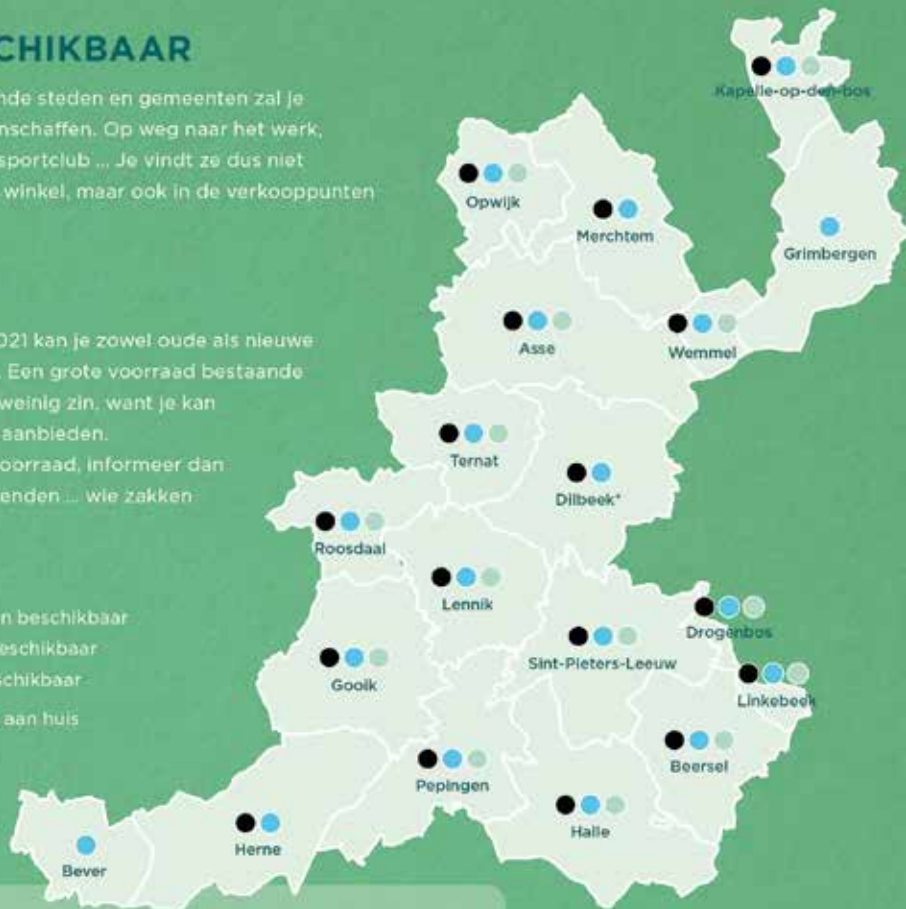 CHIKBAAR
nde steden en gemeenten zal je
nschaffen. Op weg naar het werk,
sportclub ... Je vindt ze dus niet
winkel, maar ook in de verkooppunten
021 kan je zowel oude als nieuwe
. Een grote voorraad bestaande
weinig zin, want je kan
aanbieden.
oorraad, informeer dan
enden ... wie zakken
n beschikbaar
eschikbaar
schikbaar
aan huis
Kapelle-op-den-bos
Opwijk
Merchtem
Grimbergen
Asse
Wemmel
Ternat
Dilbeek*
Roosdaal
Lennik
Drogenbos
Sint-Pieters-Leeuw
Gooik
Linkebeek
Beersel
Pepingen
Halle
Herne
Bever